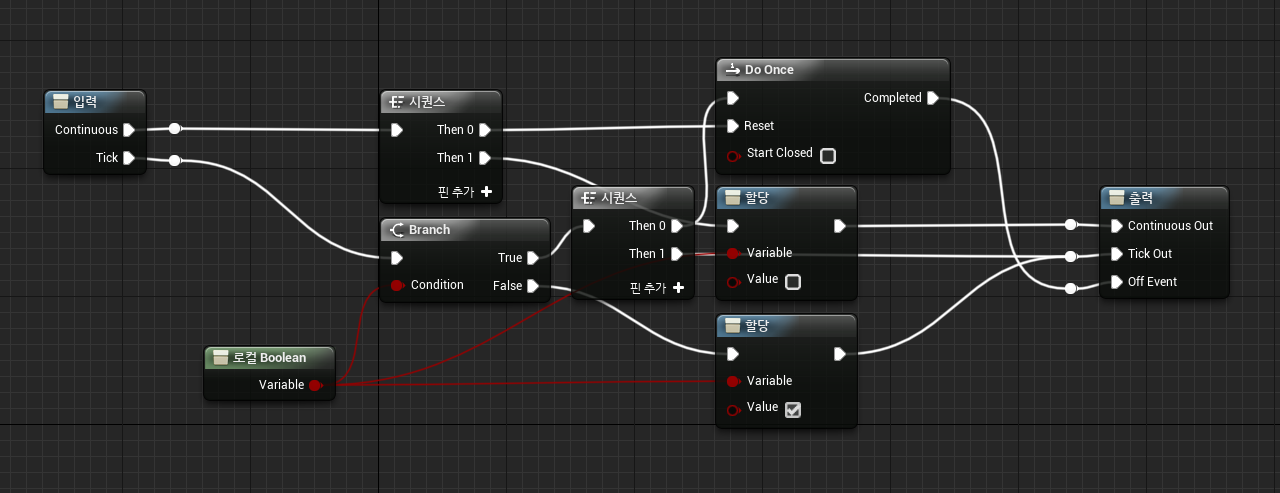 입력
Continuous
Tick
시퀀스
Then 0
Then 1
핀 추가
Do Once
Completed
Reset
Start Closed
Branch
True
Condition
False
시퀀스
Then 0
Then 1
핀 추가
할당
Variable
Value
출력
Continuous Out
Tick Out
Off Event
로컬 Boolean
Variable
할당
Variable
Value